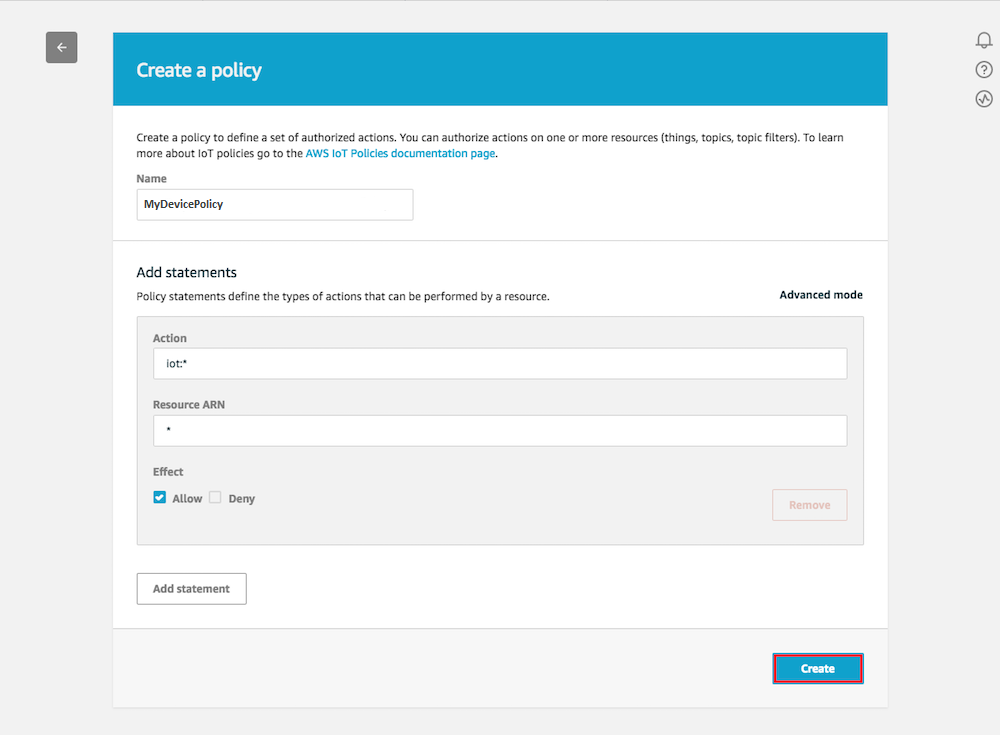 Create a policy
Create a policy to define a set of authorized actions. You can authorize actions on one or more resources (things, topics, topic filters). To learn
more about IoT policies go to the AWS IoT Policies documentation page.
Name
MyDevicePolicy
Add statements
Policy statements define the types of actions that can be performed by a resource.
Advanced mode
Action
iot:*
Resource ARN
*
Effect
Allow Deny
Remove
Add statement
Create